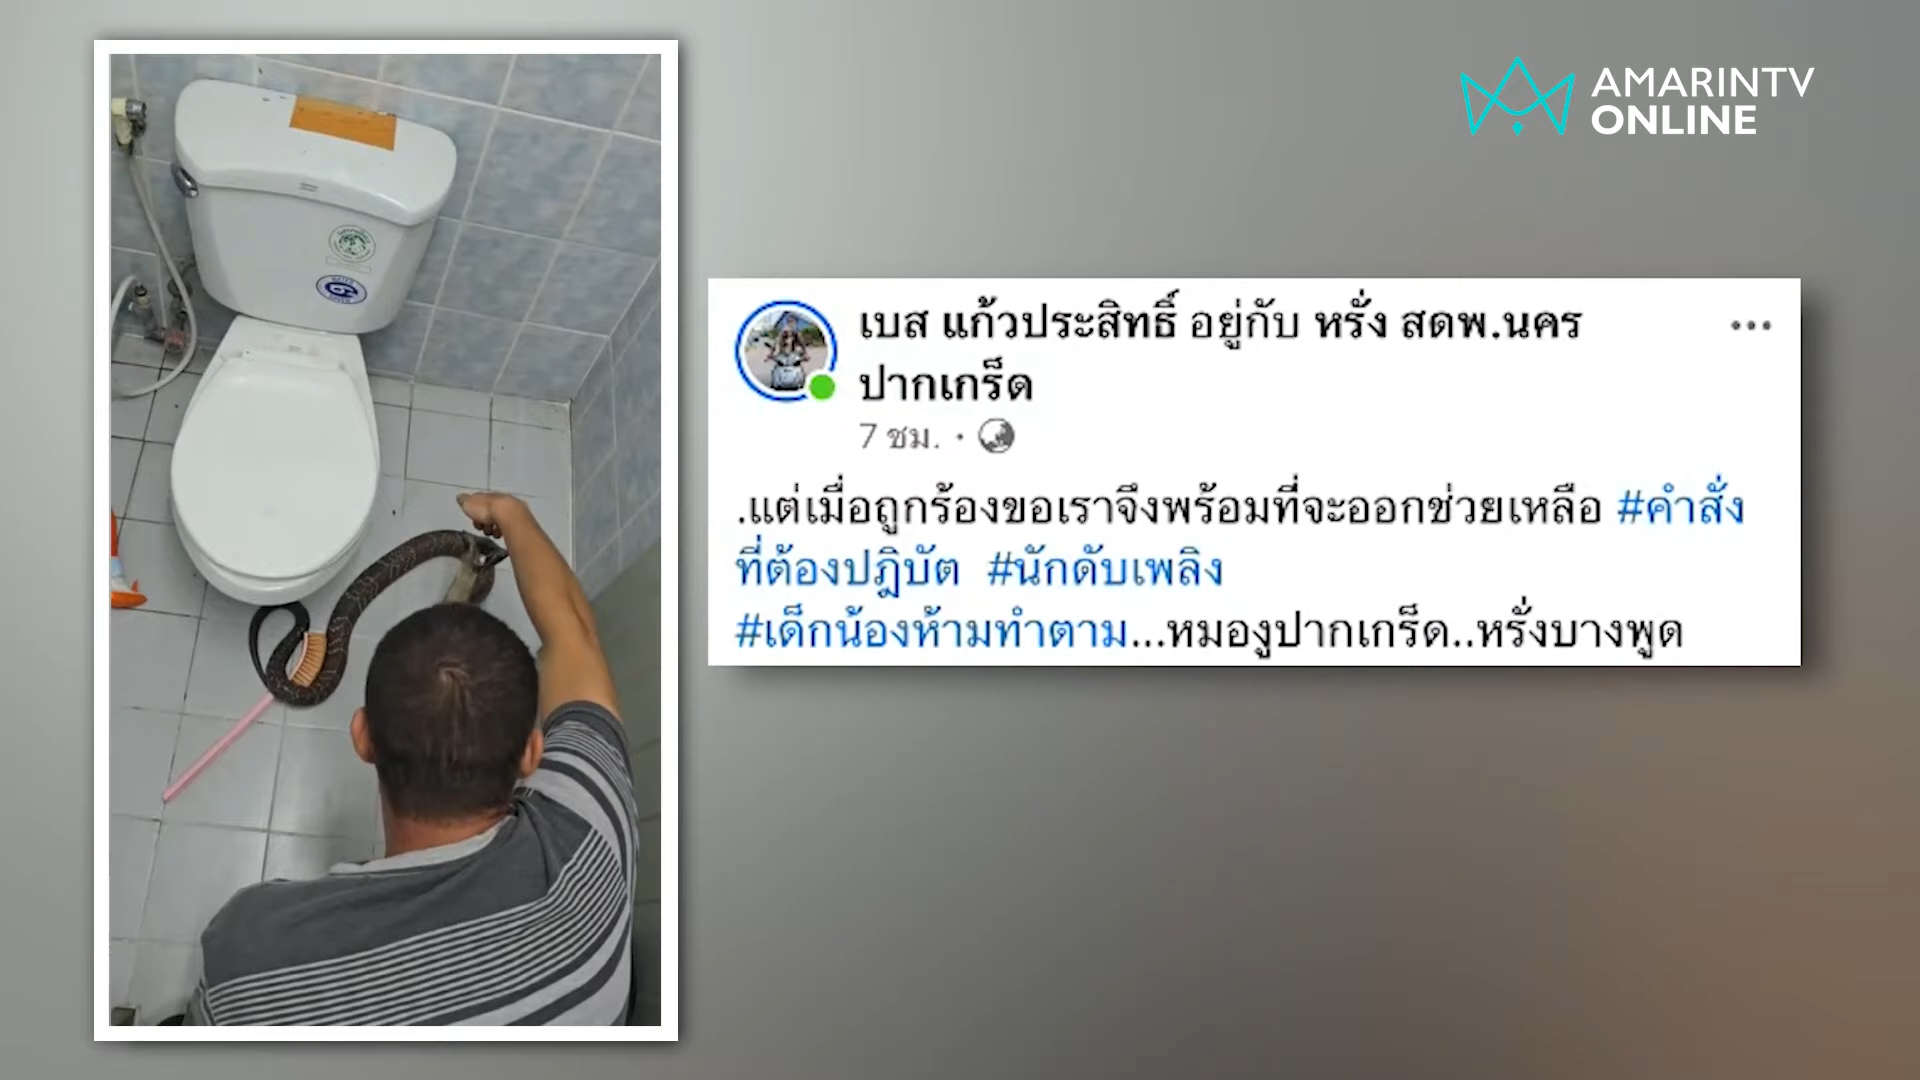 AMARINTV
ONLINE
เบส แก้วประสิทธิ์ อยู่กับ หรั่ง สดพ.นคร
ปากเกร็ด
7 ชม. ·
.แต่เมื่อถูกร้องขอเราจึงพร้อมที่จะออกช่วยเหลือ #คำสั่ง
ที่ต้องปฎิบัต #นักดับเพลิง
#เด็กน้องห้ามทำตาม...หมองูปากเกร็ด..หรั่งบางพูด